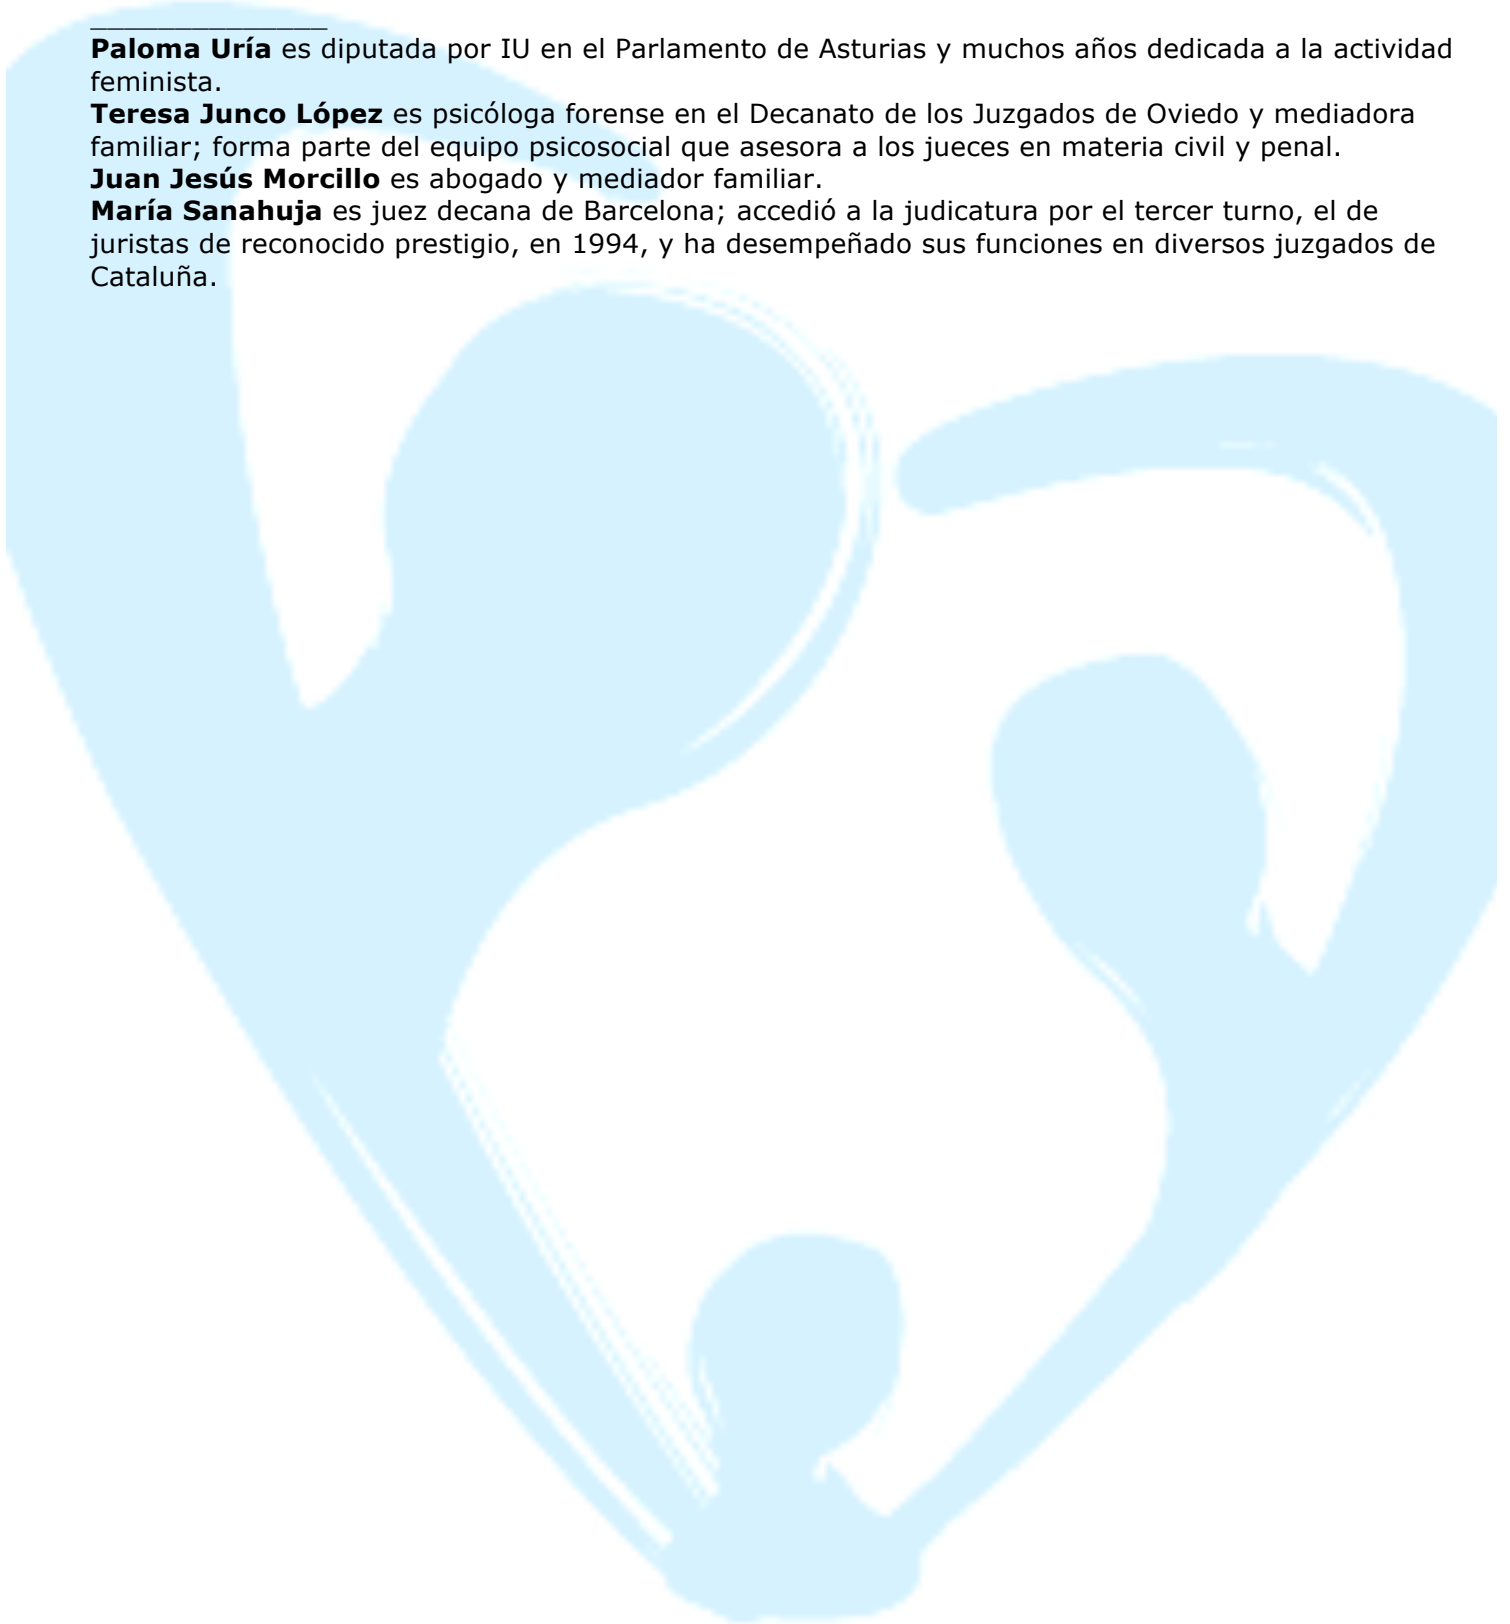 Paloma Uría es diputada por IU en el Parlamento de Asturias y muchos años dedicada a la actividad
feminista.
Teresa Junco López es psicóloga forense en el Decanato de los Juzgados de Oviedo y mediadora
familiar; forma parte del equipo psicosocial que asesora a los jueces en materia civil y penal.
Juan Jesús Morcillo es abogado y mediador familiar.
María Sanahuja es juez decana de Barcelona; accedió a la judicatura por el tercer turno, el de
juristas de reconocido prestigio, en 1994, y ha desempeñado sus funciones en diversos juzgados de
Cataluña.